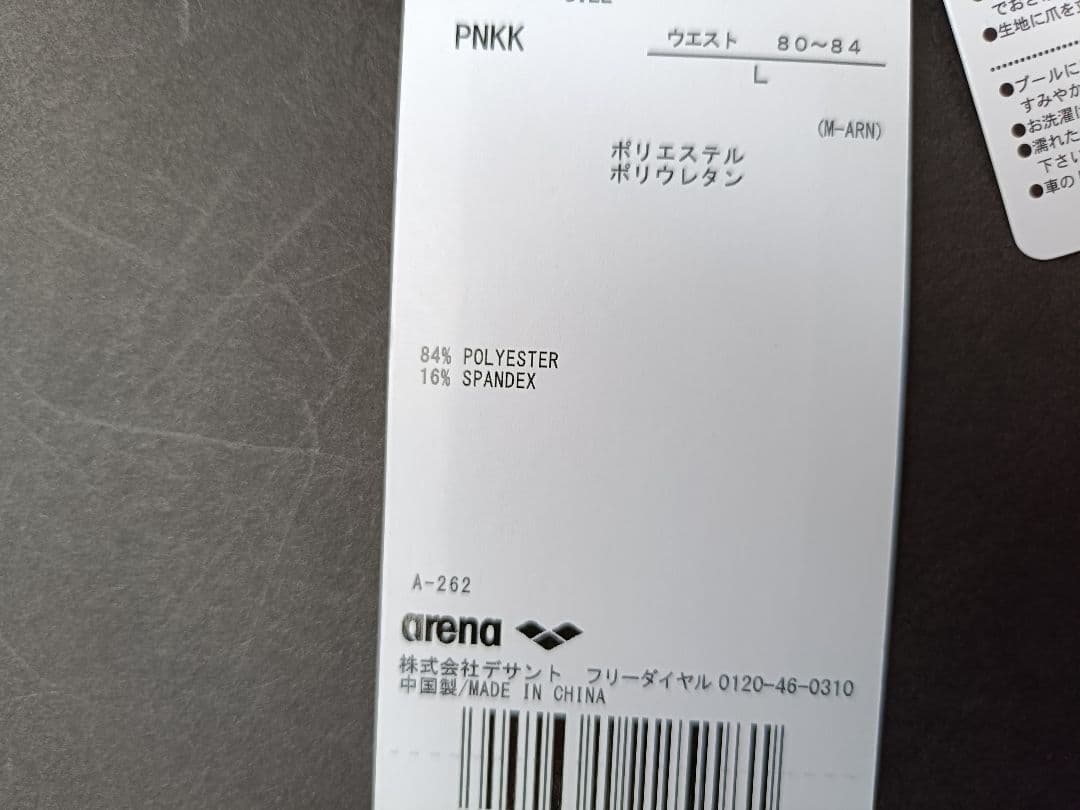 PNKK
ウエスト 80〜84
L
(M-ARN)
ポリエステル
ポリウレタン
84% POLYESTER
16% SPANDEX
A-262
arena
株式会社デサント フリーダイヤル 0120-46-0310
中国製/MADE IN CHINA
●生地に爪を
●プールに
すみやか
●お洗濯
●濡れた
下さい
●車の